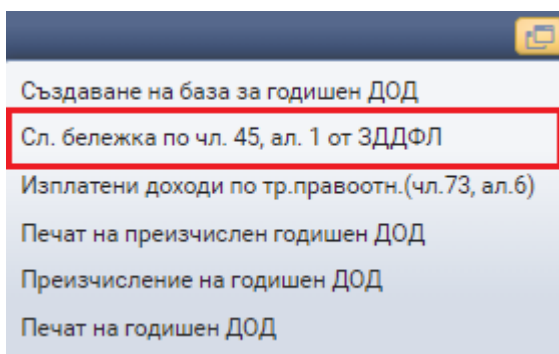 Създаване на база за годишен ДОД
Сл. бележка по чл. 45, ал. 1 от ЗДДФЛ
Изплатени доходи по тр.правоотн.(чл.73, ал.6)
Печат на преизчислен годишен ДОД
Преизчисление на годишен ДОД
Печат на годишен ДОД